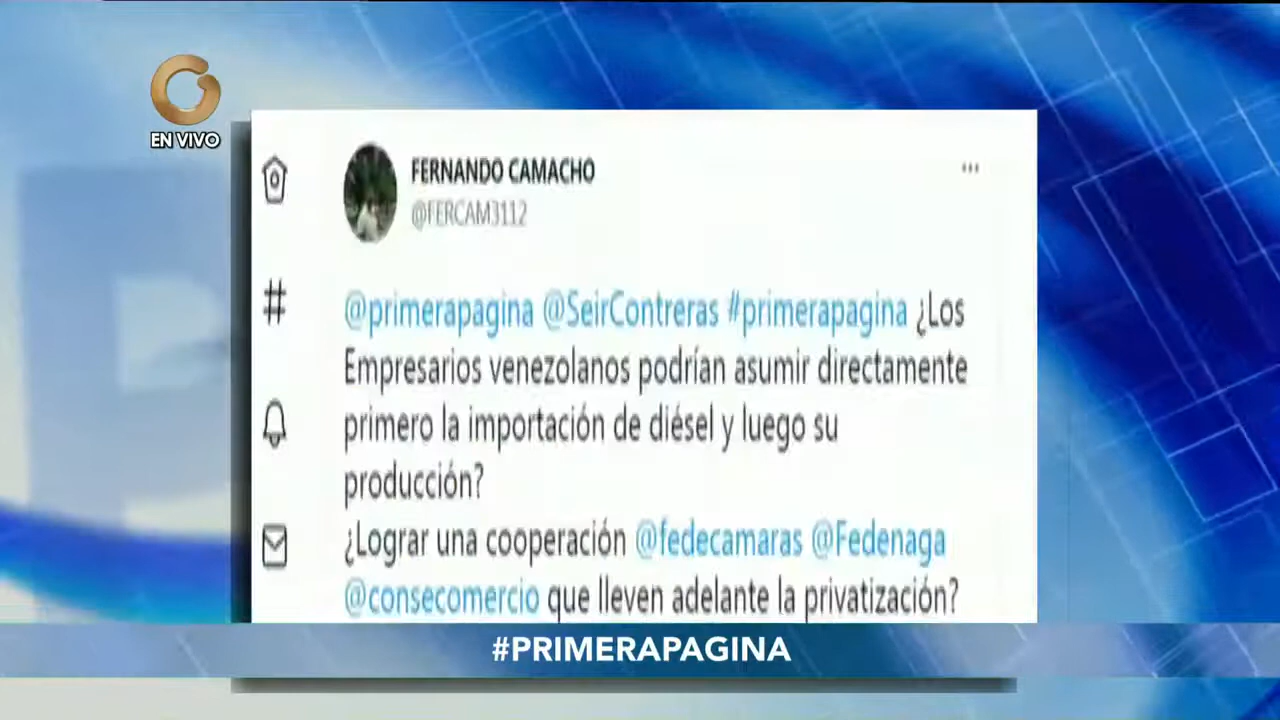 EN VIVO
FERNANDO CAMACHO
@FERCAM3112
@primerapagina @SeirContreras #primerapagina ¿Los
Empresarios venezolanos podrían asumir directamente
primero la importación de diésel y luego su
producción?
¿Lograr una cooperación @fedecamaras @Fedenaga
@consecomercio que lleven adelante la privatización?
#PRIMERAPAGINA